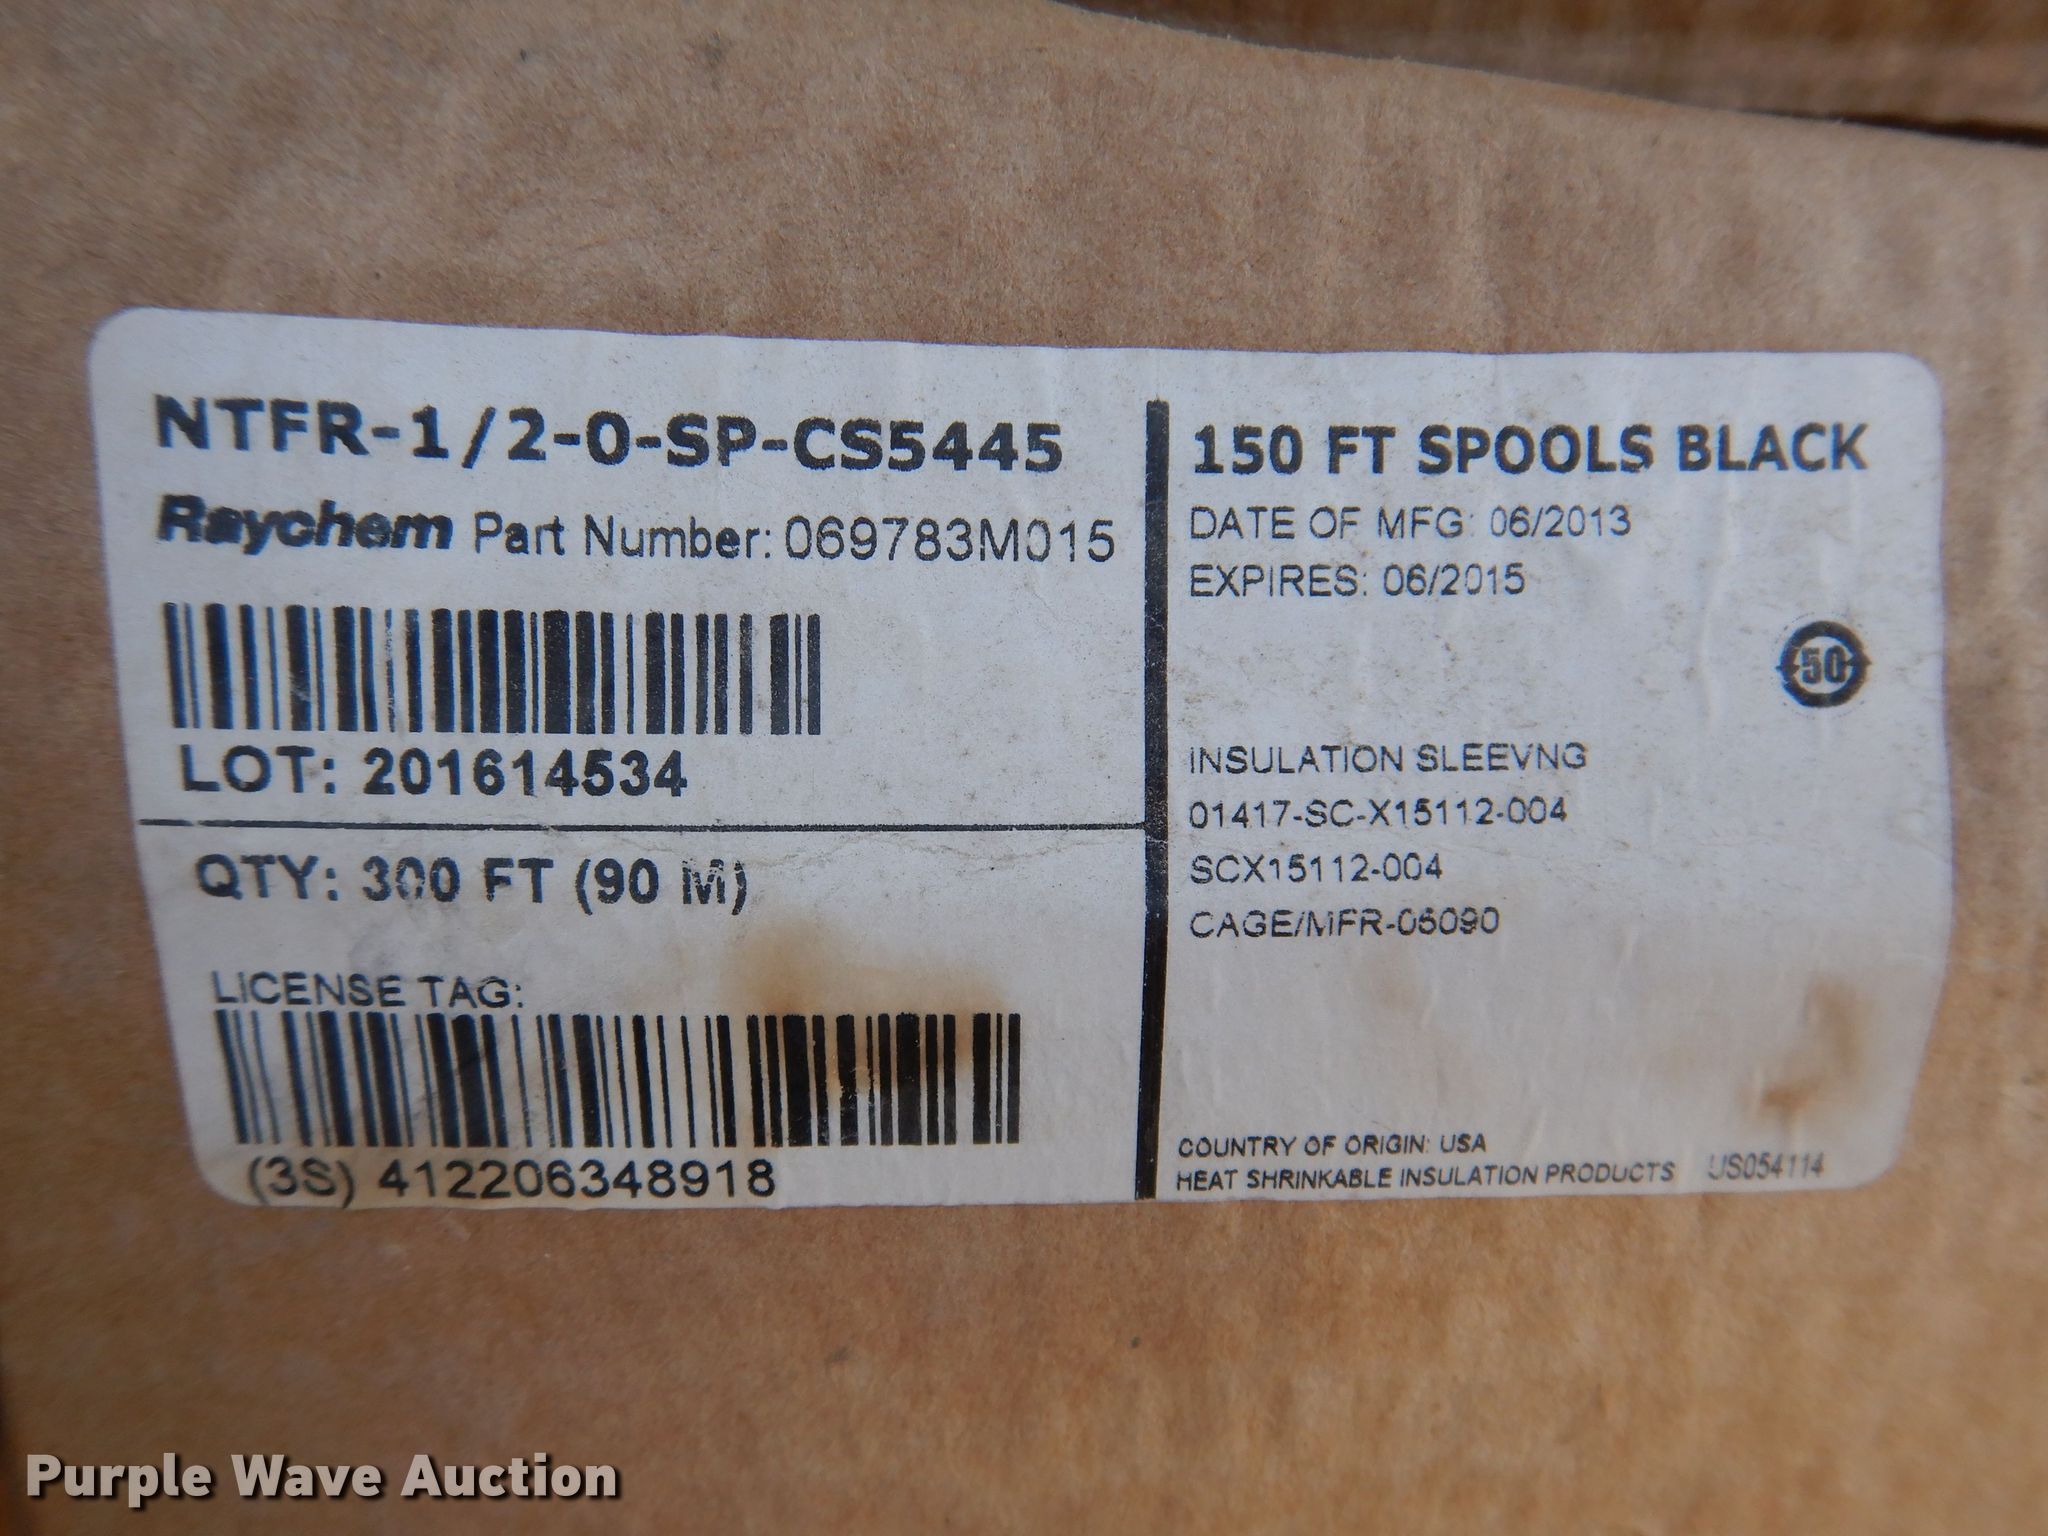 NTFR-1/2-0-SP-CS5445
Raychem Part Number: 069783M015
LOT: 201614534
QTY: 300 FT (90 M)
LICENSE TAG:
(3S) 412206348918
150 FT SPOOLS BLACK
DATE OF MFG: 06/2013
EXPIRES: 06/2015
50
INSULATION SLEEVNG
01417-SC-X15112-004
SCX15112-004
CAGE/MFR-06090
COUNTRY OF ORIGIN: USA
HEAT SHRINKABLE INSULATION PRODUCTS US054114
Purple Wave Auction